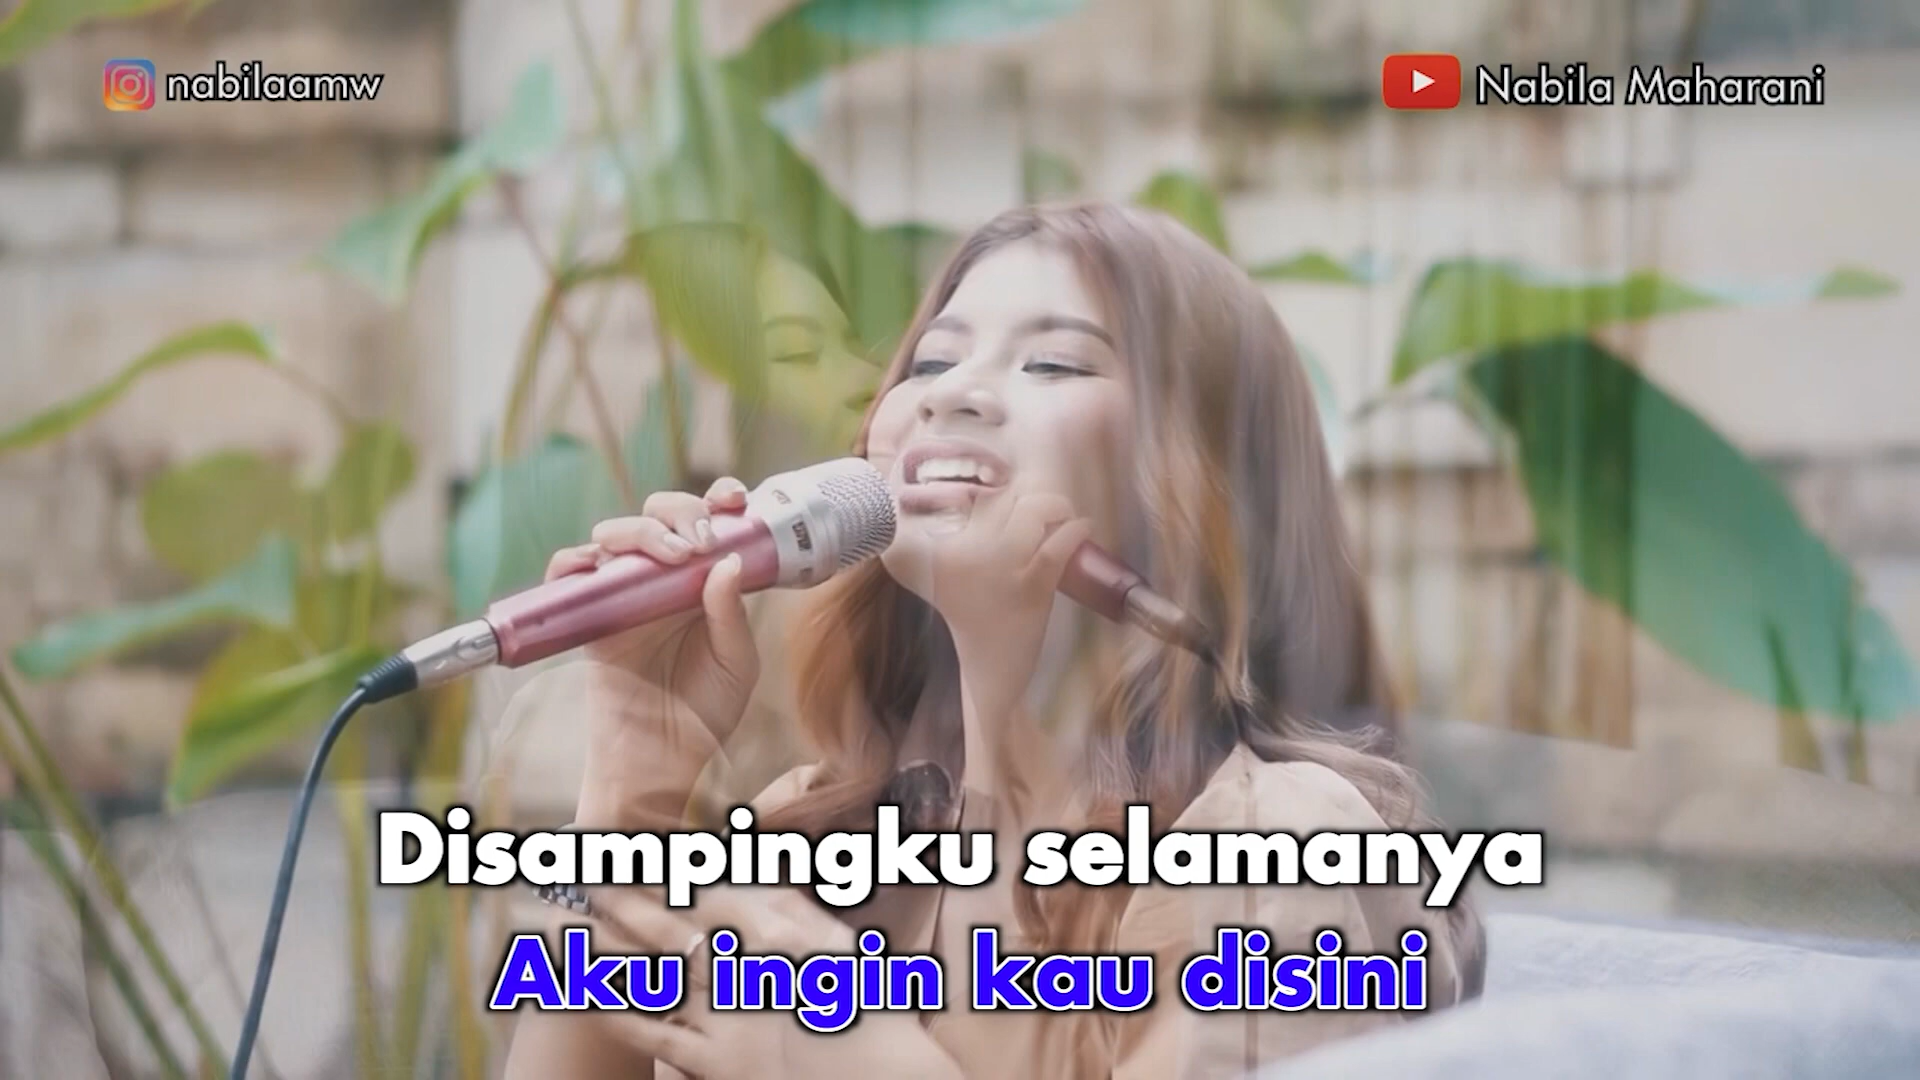 nabilaamw
Nabila Maharani
Disampingku selamanya
Aku ingin kau disini